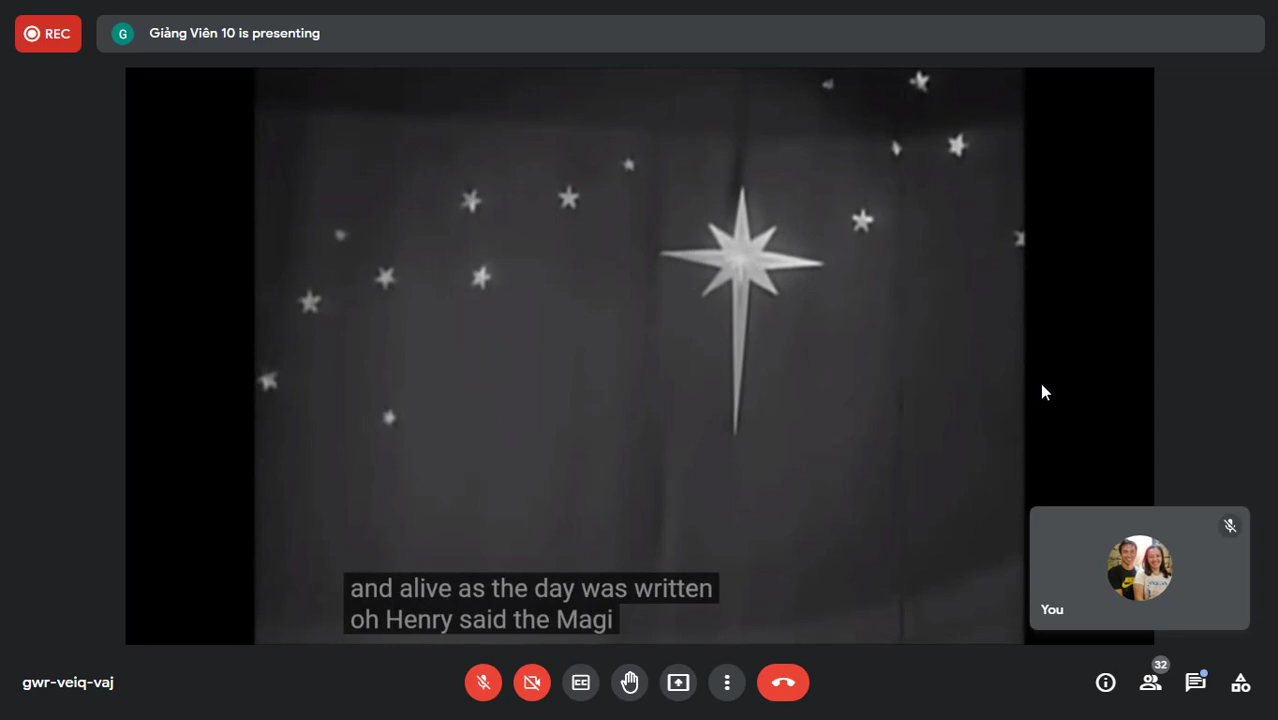 REC
G
Giảng Viên 10 is presenting
and alive as the day was written
oh Henry said the Magi
You
gwr-veiq-vaj
CC
32